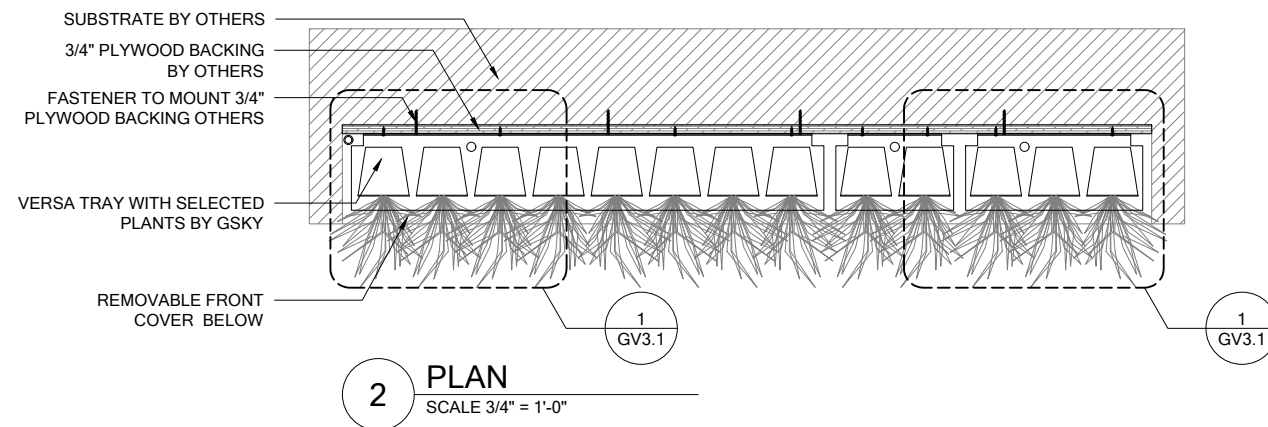 SUBSTRATE BY OTHERS
3/4" PLYWOOD BACKING
BY OTHERS
FASTENER TO MOUNT 3/4"
PLYWOOD BACKING OTHERS
VERSA TRAY WITH SELECTED
PLANTS BY GSKY
REMOVABLE FRONT
COVER BELOW
1
GV3.1
1
GV3.1
2
PLAN
SCALE 3/4" = 1'-0"